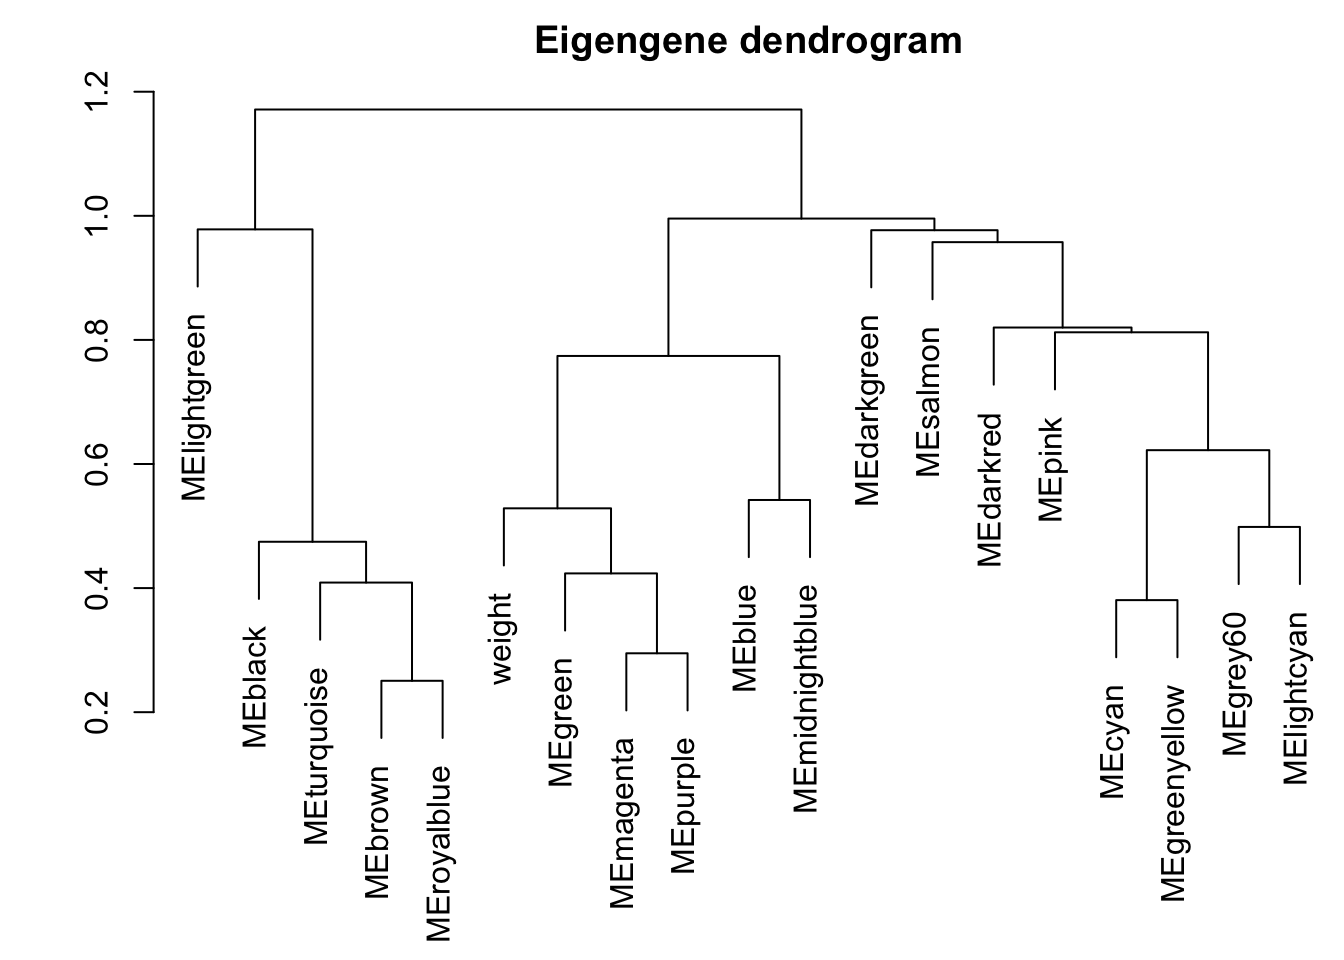 Eigengene dendrogram
1.2
1.0
0.8
0.6
0.4
0.2
MElightgreen
MEblack
MEturquoise
MEbrown
MEroyalblue
weight
MEgreen
MEmagenta
MEpurple
MEblue
MEmidnightblue
MEdarkgreen
MEsalmon
MEdarkred
MEpink
MEcyan
MEgreenyellow
MEgrey60
MElightcyan